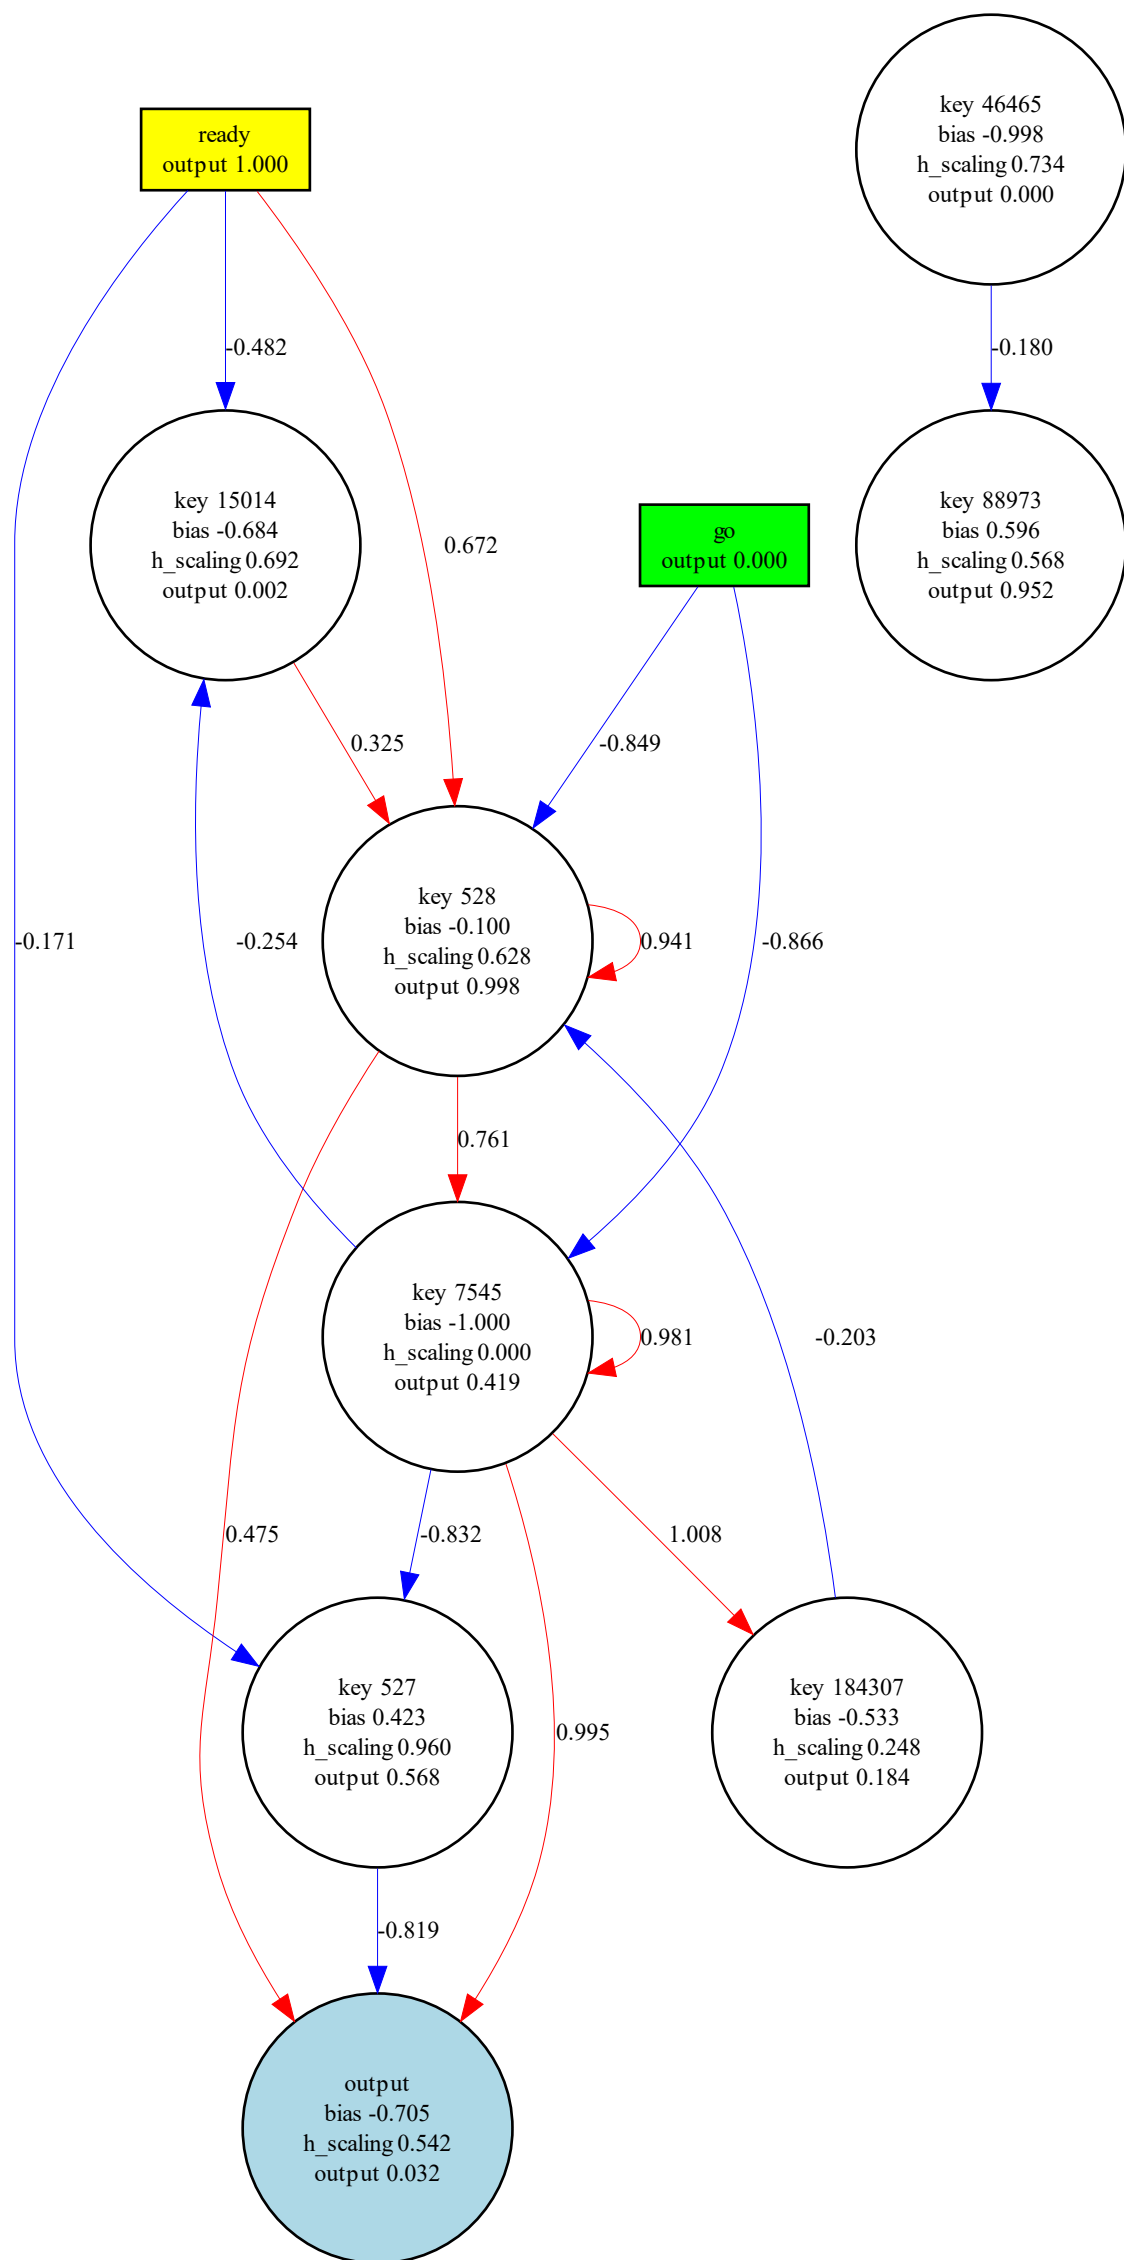 key 46465
bias -0.998
h_scaling 0.734
output 0.000
ready
output 1.000
-0.482
-0.180
key 15014
bias -0.684
h_scaling 0.692
output 0.002
0.672
go
output 0.000
key 88973
bias 0.596
h_scaling 0.568
output 0.952
0.325
-0.849
-0.171
-0.254
key 528
bias -0.100
h_scaling 0.628
output 0.998
0.941
-0.866
0.761
key 7545
bias -1.000
h_scaling 0.000
output 0.419
0.981
-0.203
0.475
-0.832
1.008
key 527
bias 0.423
h_scaling 0.960
output 0.568
0.995
key 184307
bias -0.533
h_scaling 0.248
output 0.184
-0.819
output
bias -0.705
h_scaling 0.542
output 0.032